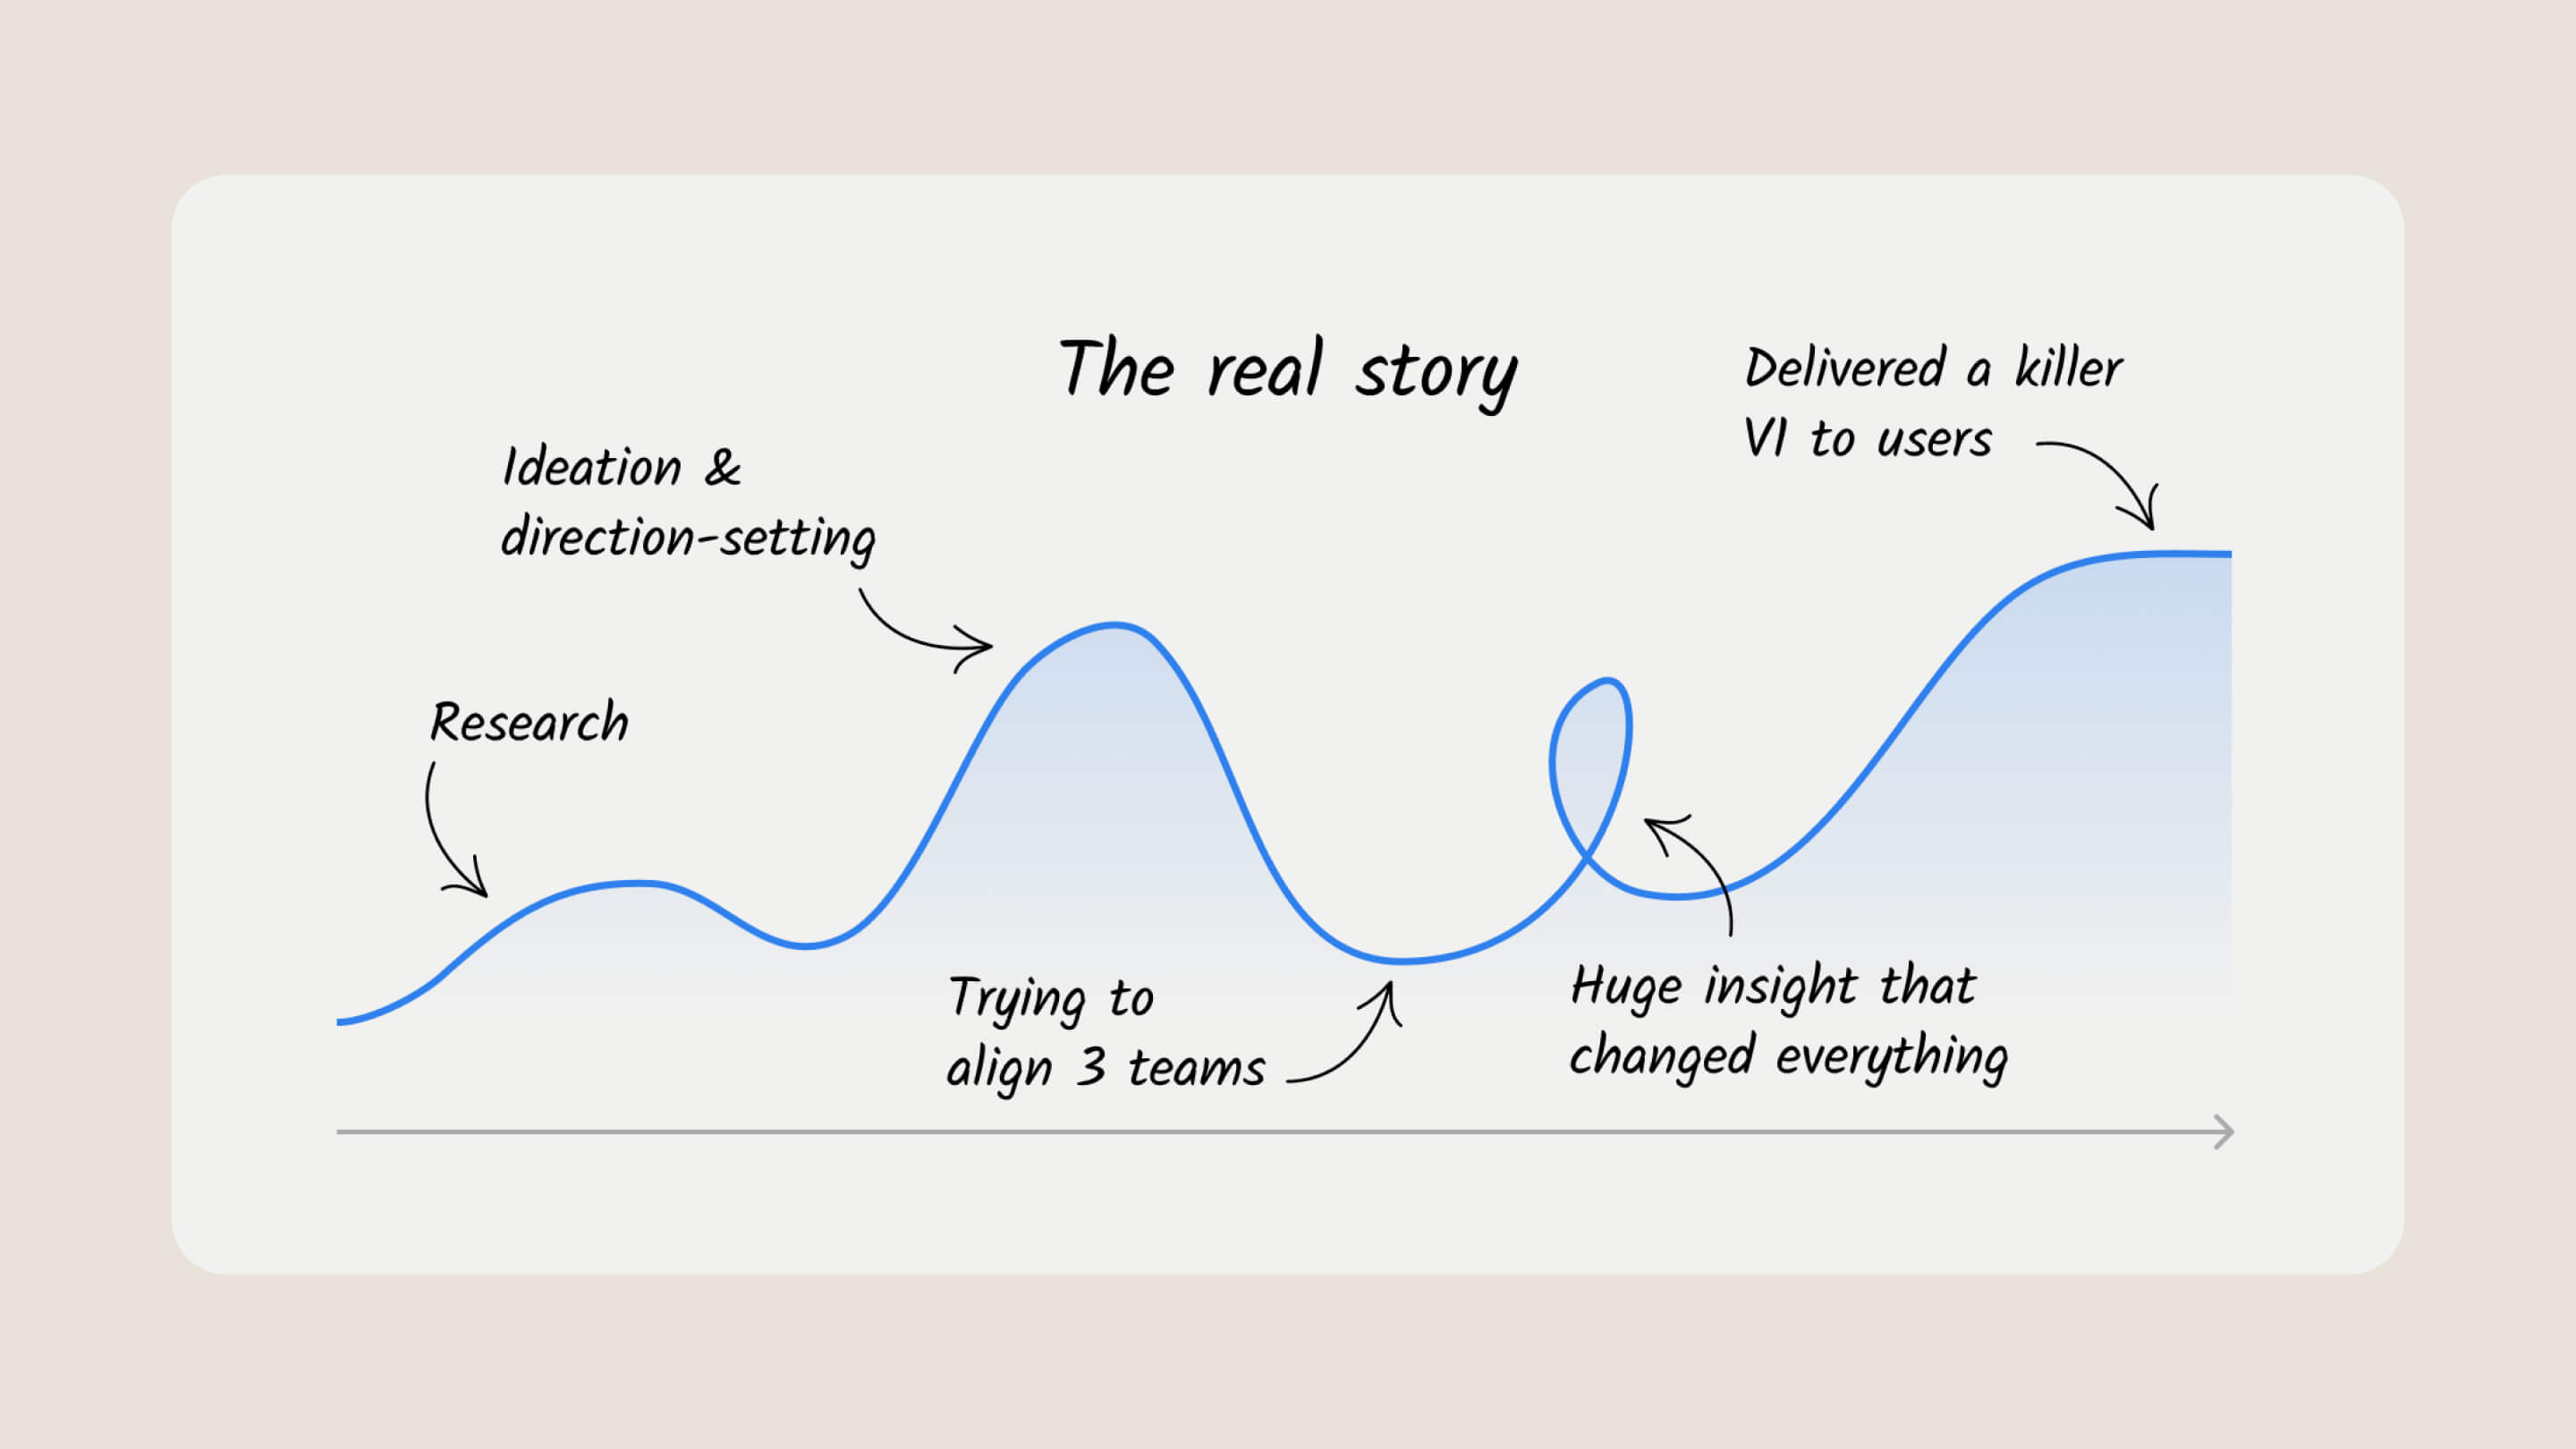 The real story
Delivered a killer
V1 to users
Ideation &
direction-setting
Research
Trying to
align 3 teams
Huge insight that
changed everything